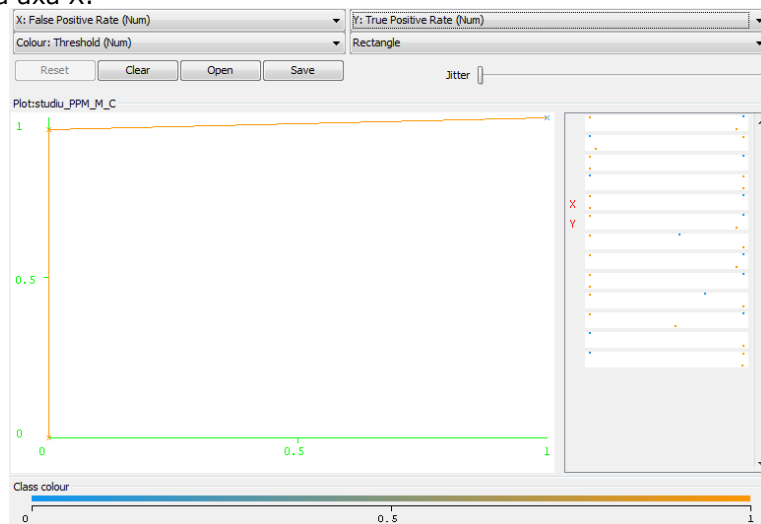 X: False Positive Rate (Num) Y: True Positive Rate (Num)
Colour: Threshold (Num) Rectangle
Reset Clear Open Save Jitter
Plot:studiu_PPM_M_C
1
X
Y
0.5
0
0 0.5 1
Class colour
0 0.5 1